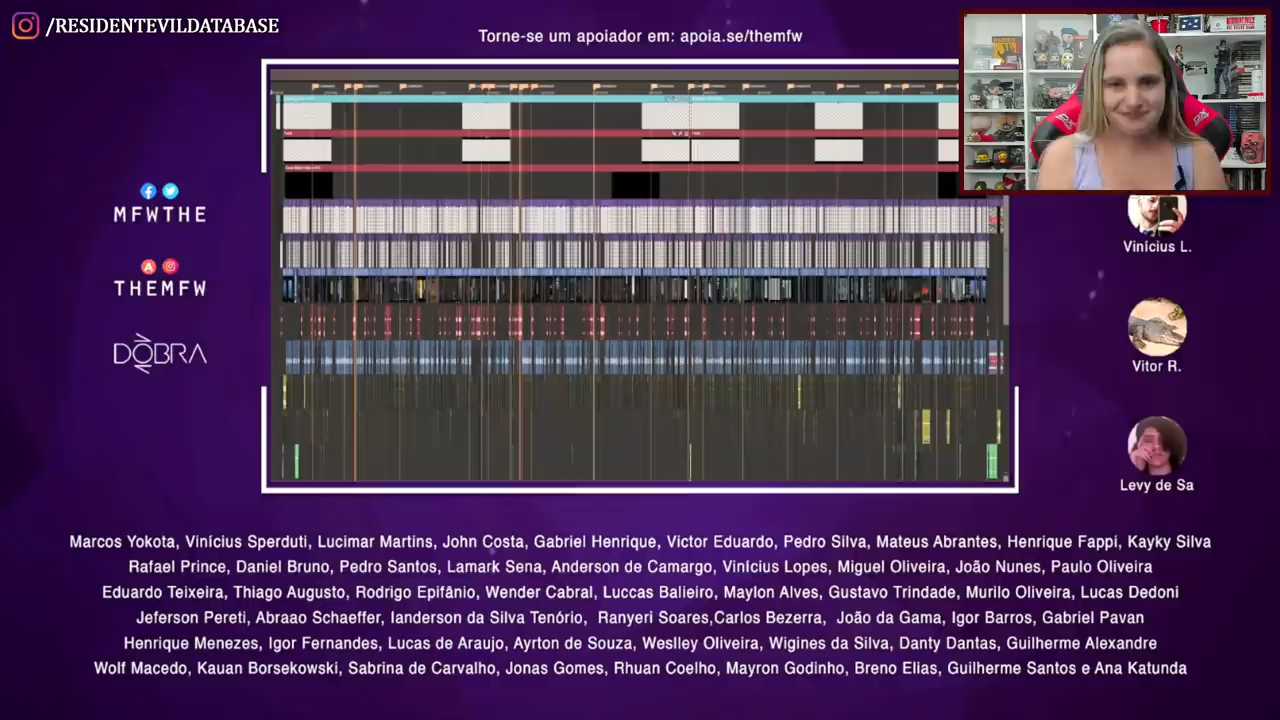 /RESIDENTEVILDATABASE
Torne-se um apoiador em: apoia.se/themfw
MFWTHE
THEMFW
DOBRA
Vinícius L.
Vitor R.
Levy de Sa
Marcos Yokota, Vinícius Sperduti, Lucimar Martins, John Costa, Gabriel Henrique, Victor Eduardo, Pedro Silva, Mateus Abrantes, Henrique Fappi, Kayky Silva
Rafael Prince, Daniel Bruno, Pedro Santos, Lamark Sena, Anderson de Camargo, Vinícius Lopes, Miguel Oliveira, João Nunes, Paulo Oliveira
Eduardo Teixeira, Thiago Augusto, Rodrigo Epifânio, Wender Cabral, Luccas Balieiro, Maylon Alves, Gustavo Trindade, Murilo Oliveira, Lucas Dedoni
Jeferson Pereti, Abraao Schaeffer, Ianderson da Silva Tenório, Ranyeri Soares,Carlos Bezerra, João da Gama, Igor Barros, Gabriel Pavan
Henrique Menezes, Igor Fernandes, Lucas de Araujo, Ayrton de Souza, Weslley Oliveira, Wigines da Silva, Danty Dantas, Guilherme Alexandre
Wolf Macedo, Kauan Borsekowski, Sabrina de Carvalho, Jonas Gomes, Rhuan Coelho, Mayron Godinho, Breno Elias, Guilherme Santos e Ana Katunda